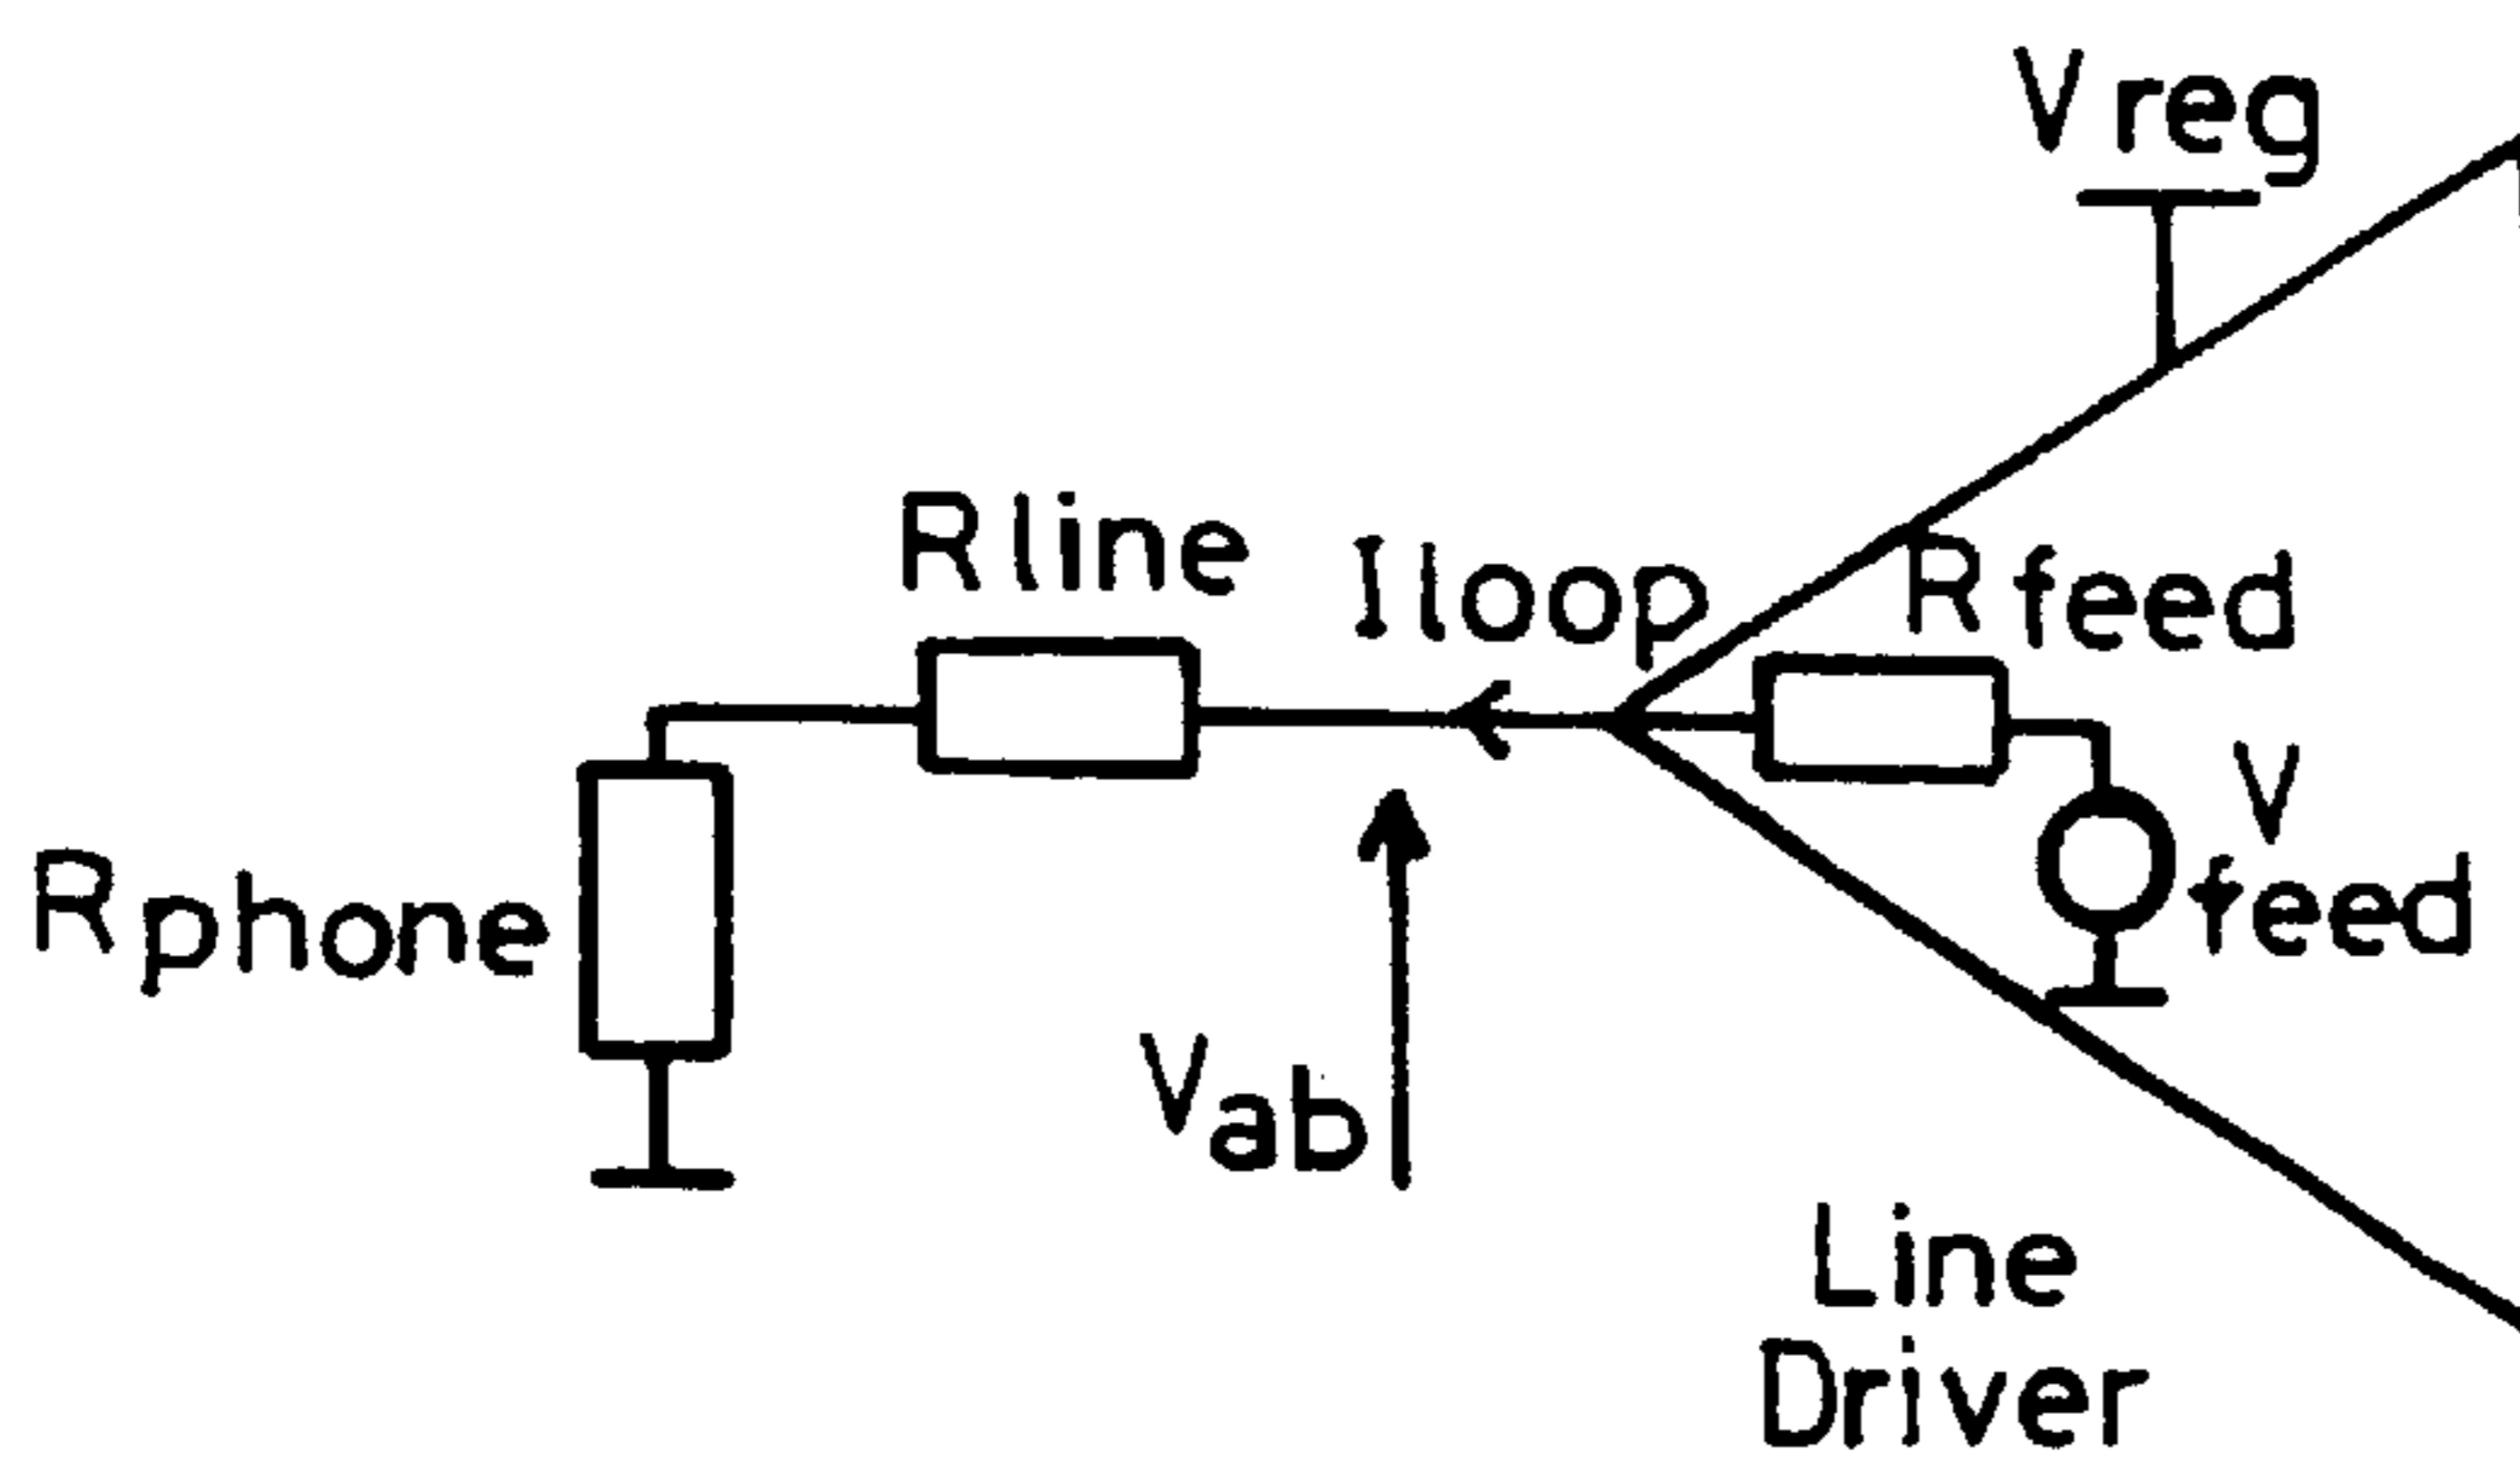 Vreg
Rline
Iloop
Rfeed
V
feed
Rphone
Vab
Line
Driver